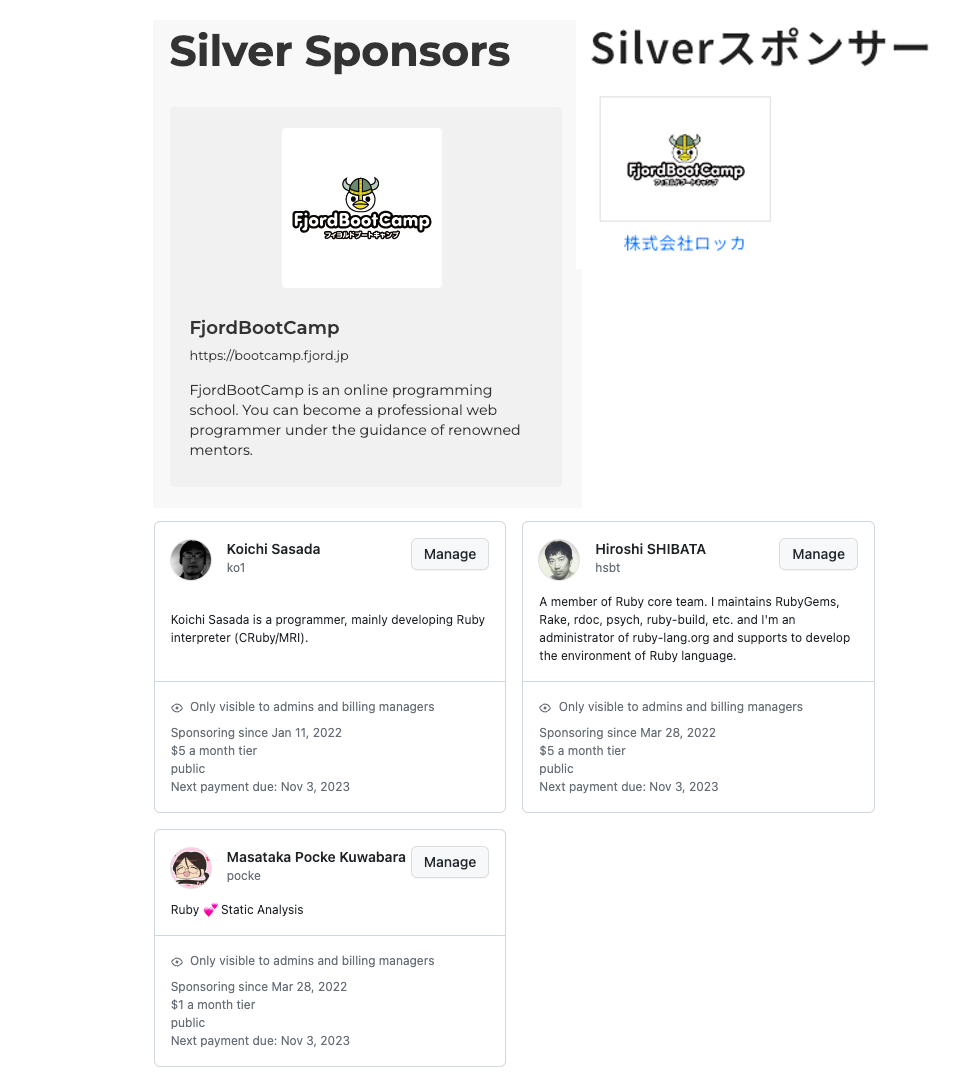 Silver Sponsors
FjordBootCamp
フィヨルドブートキャンプ
FjordBootCamp
https://bootcamp.fjord.jp
FjordBootCamp is an online programming
school. You can become a professional web
programmer under the guidance of renowned
mentors.
Silverスポンサー
FjordBootCamp
フィヨルドブートキャンプ
株式会社ロッカ
Koichi Sasada
ko1
Manage
Koichi Sasada is a programmer, mainly developing Ruby
interpreter (CRuby/MRI).
Only visible to admins and billing managers
Sponsoring since Jan 11, 2022
$5 a month tier
public
Next payment due: Nov 3, 2023
Hiroshi SHIBATA
hsbt
Manage
A member of Ruby core team. I maintains RubyGems,
Rake, rdoc, psych, ruby-build, etc. and I'm an
administrator of ruby-lang.org and supports to develop
the environment of Ruby language.
Only visible to admins and billing managers
Sponsoring since Mar 28, 2022
$5 a month tier
public
Next payment due: Nov 3, 2023
Masataka Pocke Kuwabara
pocke
Manage
Ruby 💞 Static Analysis
Only visible to admins and billing managers
Sponsoring since Mar 28, 2022
$1 a month tier
public
Next payment due: Nov 3, 2023